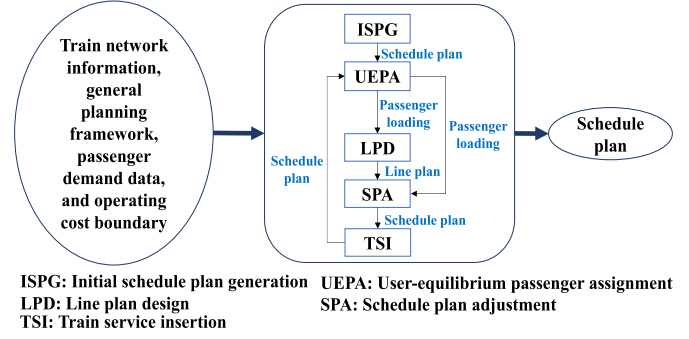 Train network
information,
general
planning
framework,
passenger
demand data,
and operating
cost boundary
ISPG
Schedule plan
UEPA
Passenger
loading
Passenger
loading
Schedule
plan
LPD
Line plan
SPA
Schedule plan
TSI
Schedule
plan
ISPG: Initial schedule plan generation
UEPA: User-equilibrium passenger assignment
LPD: Line plan design
SPA: Schedule plan adjustment
TSI: Train service insertion